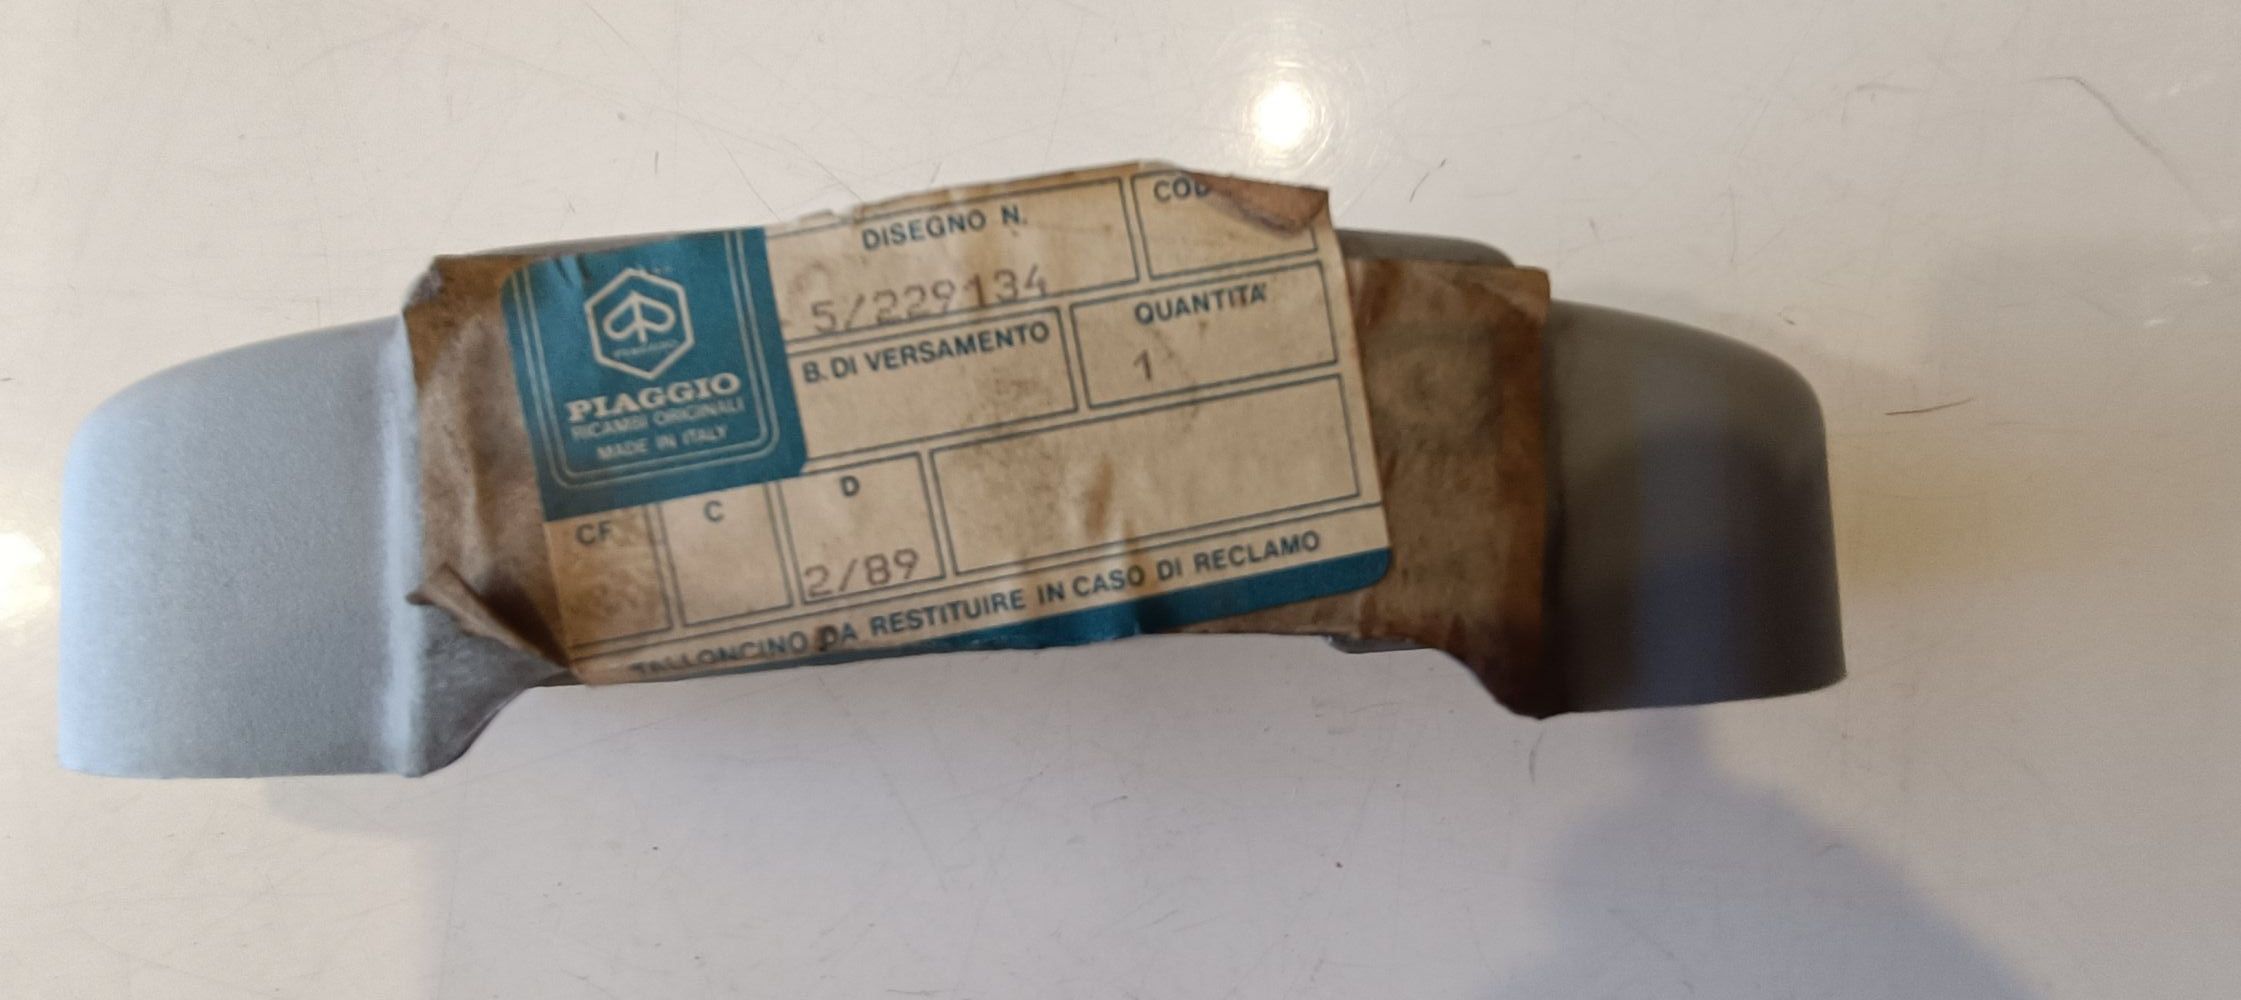 DISEGNO N.
COD
5/229134
B. DI VERSAMENTO
QUANTITA'
1
PIAGGIO
RICAMBI ORIGINALI
MADE IN ITALY
CF
C
D
2/89
TALLONCINO DA RESTITUIRE IN CASO DI RECLAMO